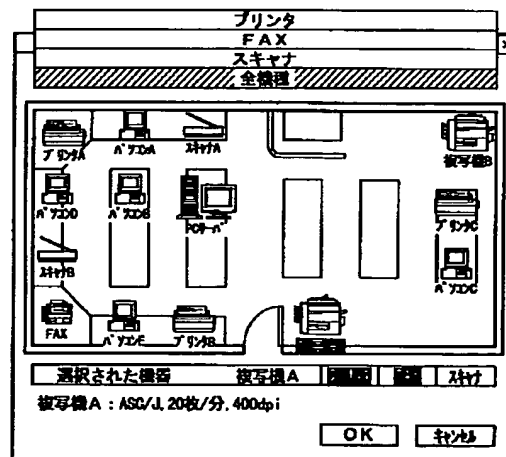 プリンタ
FAX
スキャナ
全機種
プリンタA
パソコンA
スキャナA
複写機B
パソコンD
パソコンB
PCサーバ
プリンタC
スキャナB
パソコンC
FAX
パソコンE
プリンタB
選択された機器 複写機A スキャナ
複写機A:ASC/J,20枚/分,400dpi
OK キャンセル